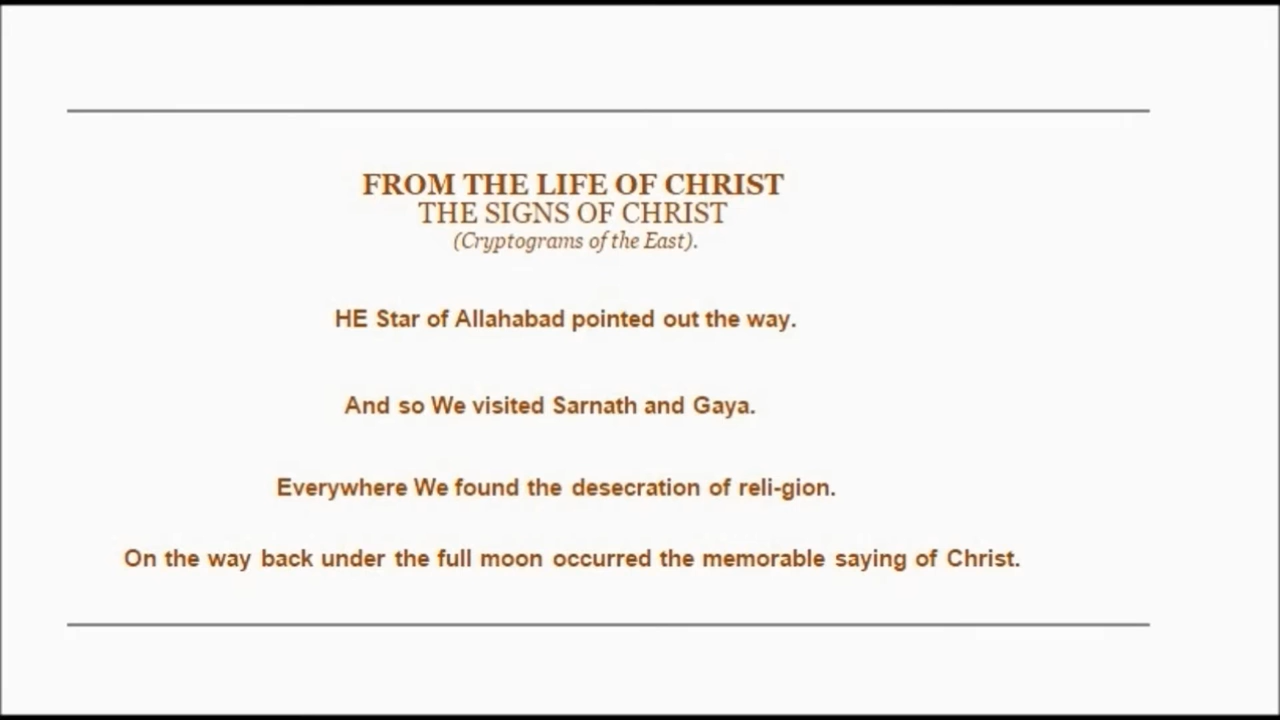 FROM THE LIFE OF CHRIST
THE SIGNS OF CHRIST
(Cryptograms of the East).
HE Star of Allahabad pointed out the way.
And so We visited Sarnath and Gaya.
Everywhere We found the desecration of reli-gion.
On the way back under the full moon occurred the memorable saying of Christ.